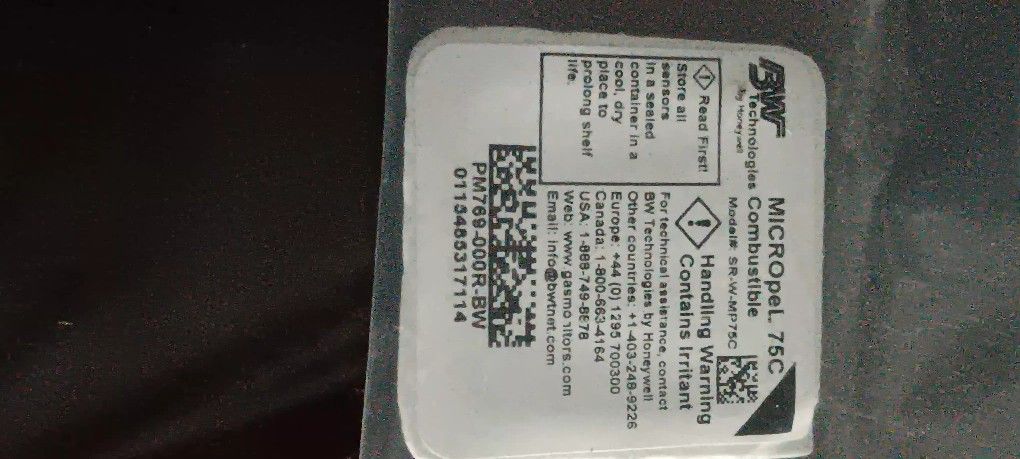 BW
Technologies
by Honeywell
MICROpeL 75C
Combustible
Model#: SR-W-MP75C
Read First!
Store all
sensors
in a sealed
container in a
cool, dry
place to
prolong shelf
life.
Handling Warning
Contains Irritant
For technical assistance, contact
BW Technologies by Honeywell
Other countries: +1-403-248-9226
Europe: +44 (0) 1295 700300
Canada: 1-800-663-4164
USA: 1-888-749-8878
Web: www.gasmonitors.com
Email: info@bwtnet.com
PM769-000R-BW